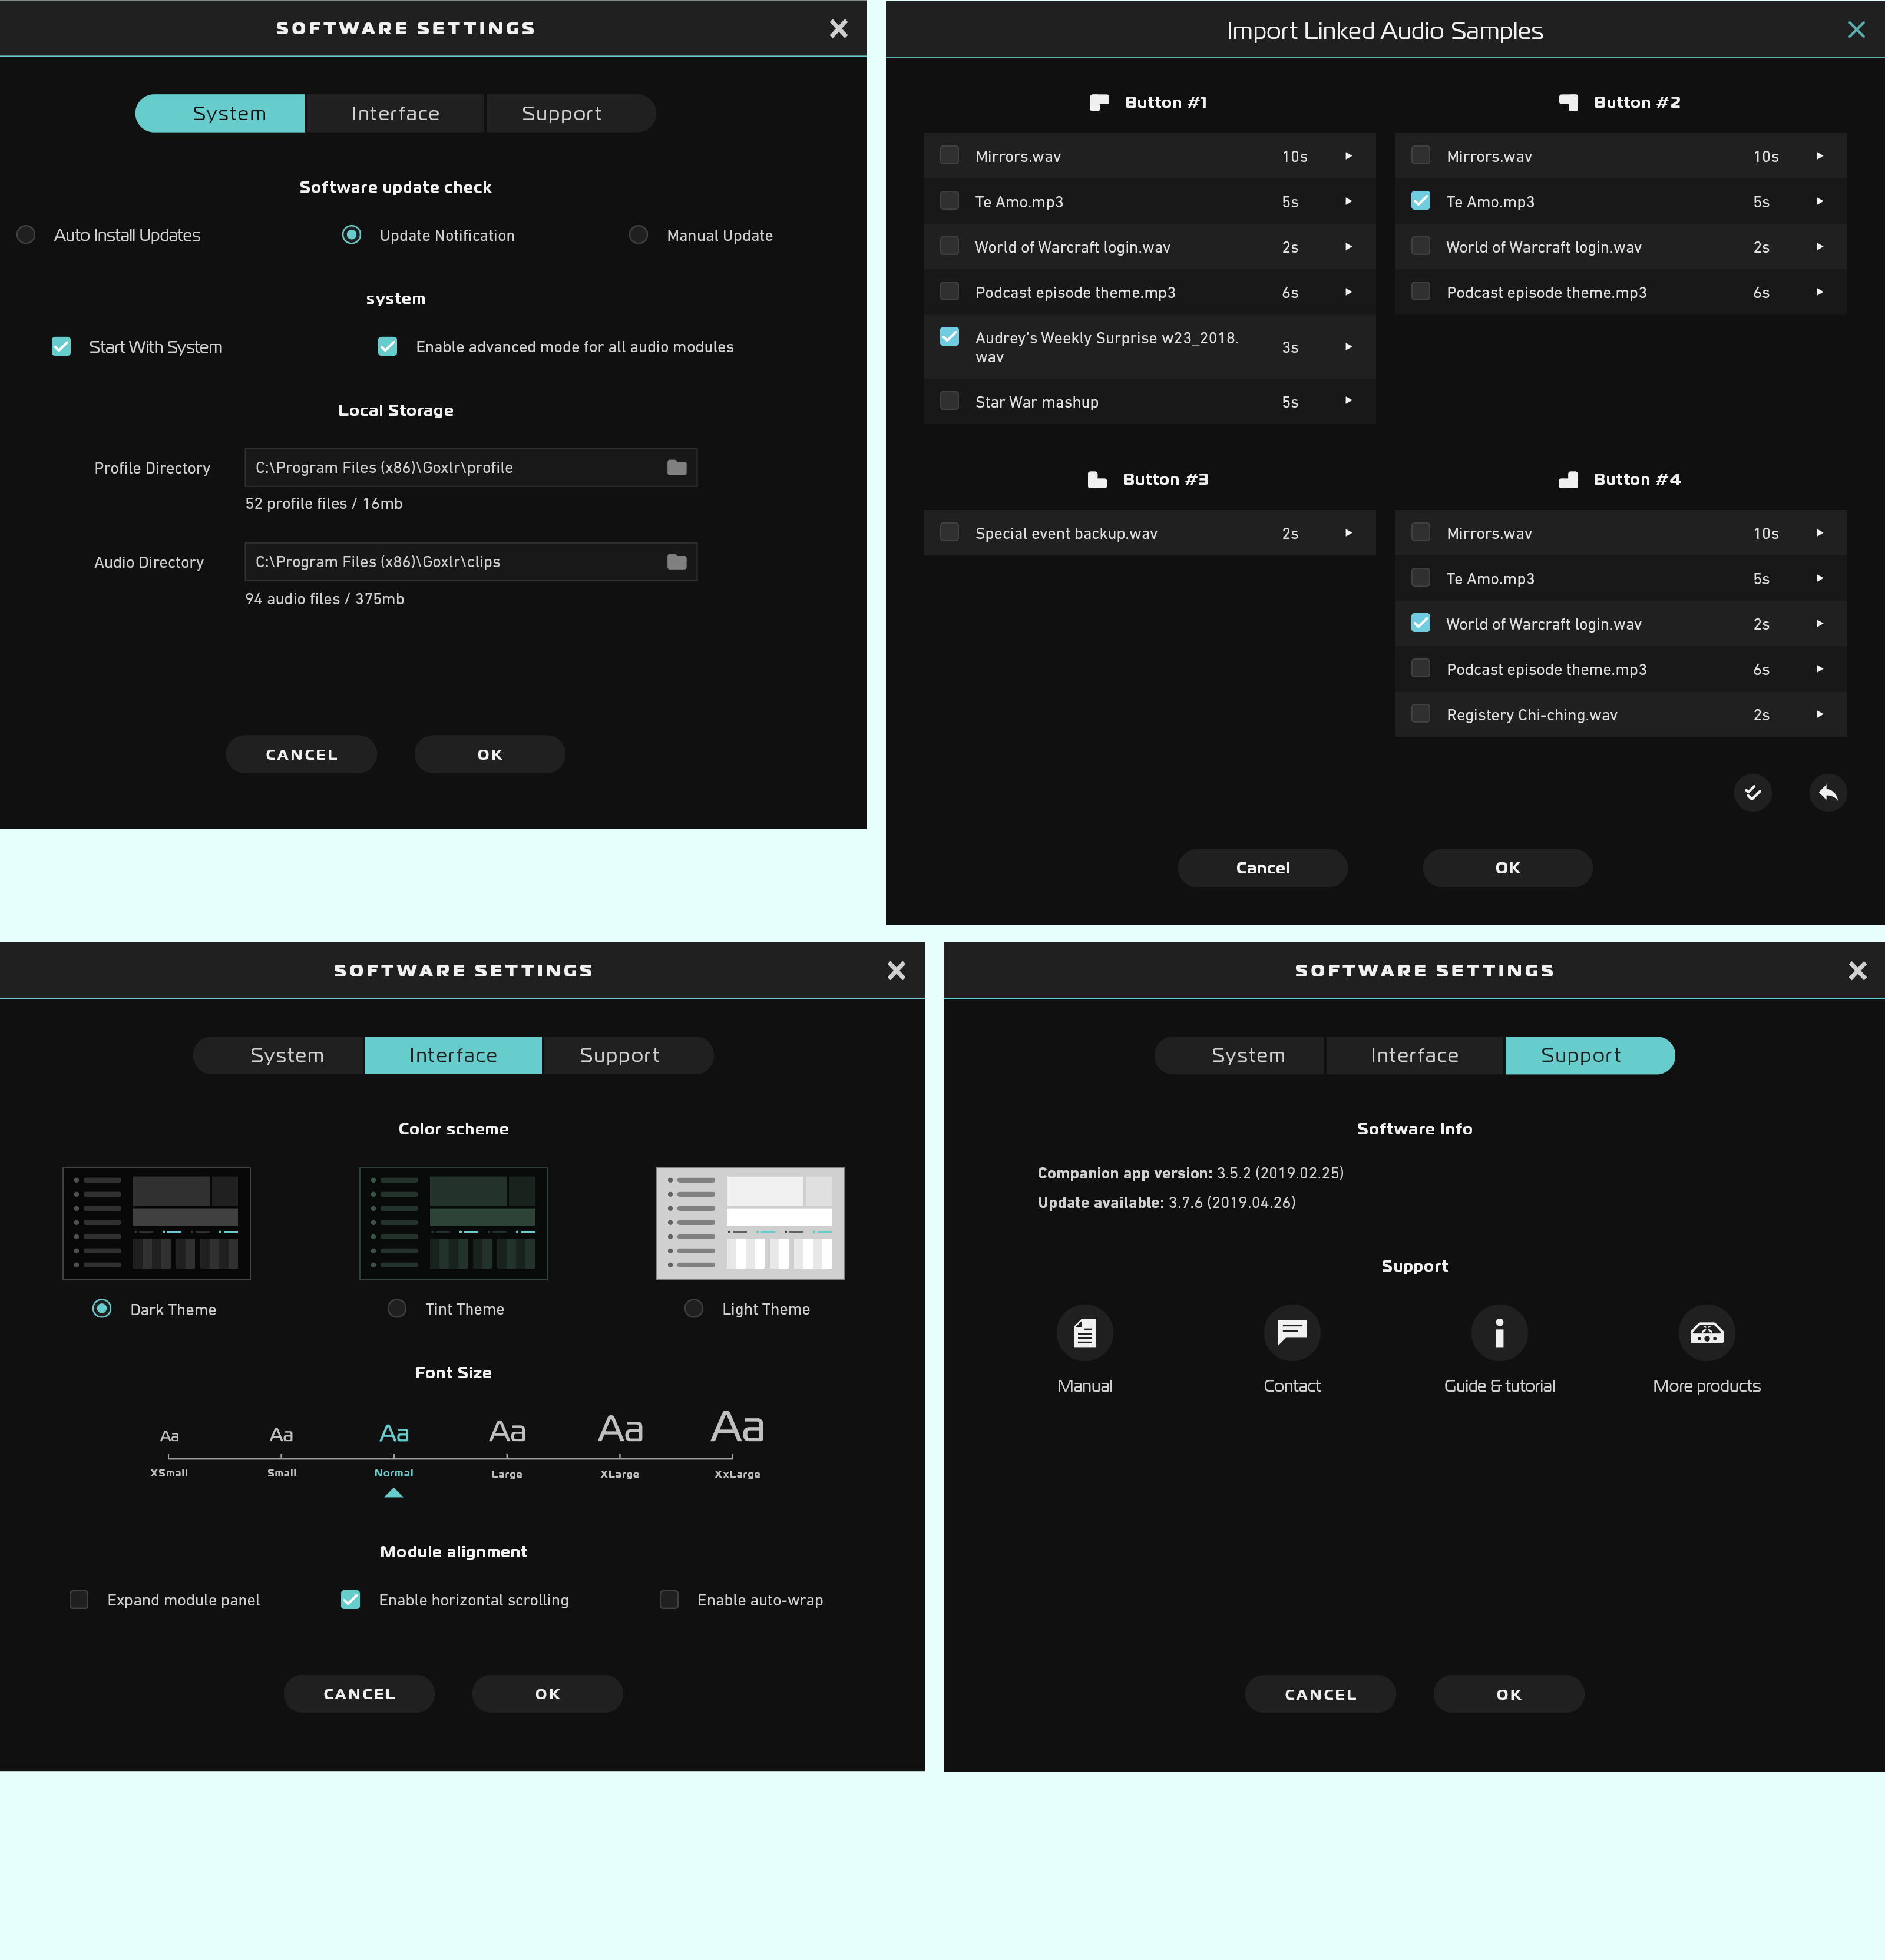 SOFTWARE SETTINGS
System Interface Support
Software update check
Auto Install Updates Update Notification Manual Update
system
Start With System Enable advanced mode for all audio modules
Local Storage
Profile Directory C:\Program Files (x86)\Goxlr\profile
52 profile files / 16mb
Audio Directory C:\Program Files (x86)\Goxlr\clips
94 audio files / 375mb
CANCEL OK
Import Linked Audio Samples
Button #1
Mirrors.wav 10s
Te Amo.mp3 5s
World of Warcraft login.wav 2s
Podcast episode theme.mp3 6s
Audrey's Weekly Surprise w23_2018.
wav 3s
Star War mashup 5s
Button #2
Mirrors.wav 10s
Te Amo.mp3 5s
World of Warcraft login.wav 2s
Podcast episode theme.mp3 6s
Button #3
Special event backup.wav 2s
Button #4
Mirrors.wav 10s
Te Amo.mp3 5s
World of Warcraft login.wav 2s
Podcast episode theme.mp3 6s
Registery Chi-ching.wav 2s
Cancel OK
SOFTWARE SETTINGS
System Interface Support
Color scheme
Dark Theme Tint Theme Light Theme
Font Size
Aa Aa Aa Aa Aa Aa
XSmall Small Normal Large XLarge XxLarge
Module alignment
Expand module panel Enable horizontal scrolling Enable auto-wrap
CANCEL OK
SOFTWARE SETTINGS
System Interface Support
Software Info
Companion app version: 3.5.2 (2019.02.25)
Update available: 3.7.6 (2019.04.26)
Support
Manual Contact Guide & tutorial More products
CANCEL OK